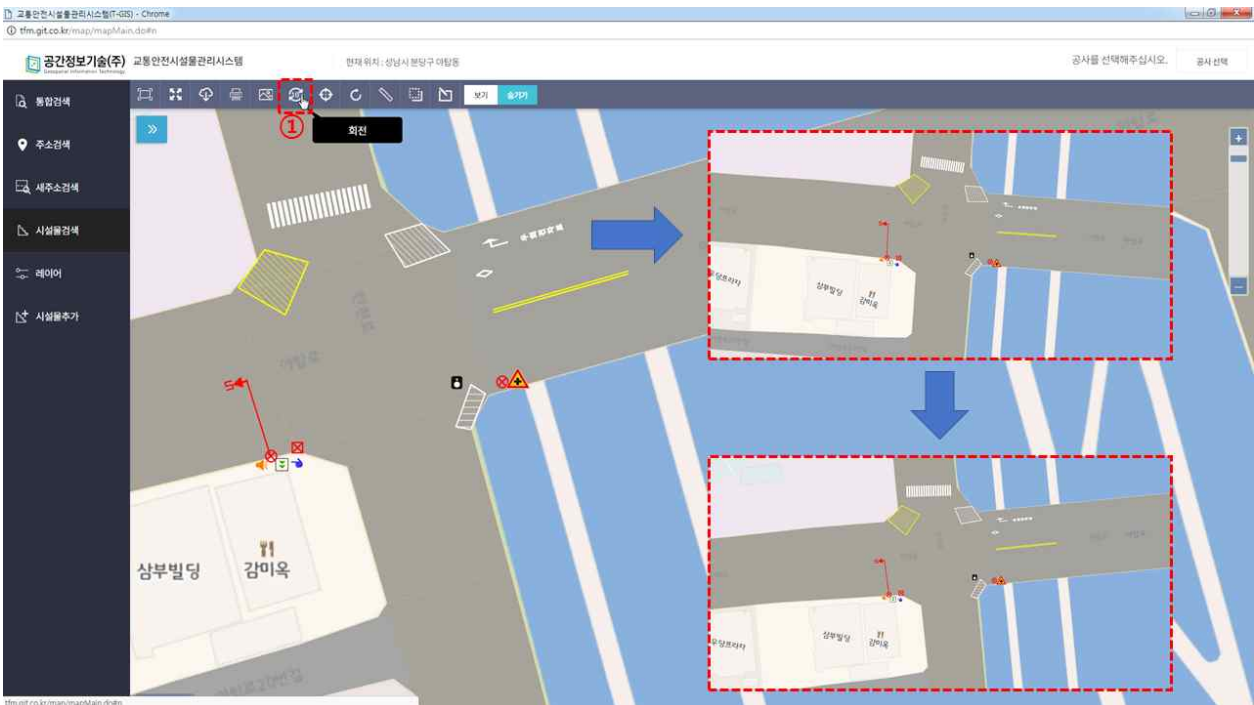 교통안전시설물관리시스템(T-GIS) - Chrome
tfm.git.co.kr/map/mapMain.do#n
공간정보기술(주) 교통안전시설물관리시스템
Geospatial Information Technology
현재 위치 : 성남시 분당구 야탑동
공사를 선택해주십시오.
공사 선택
통합검색
보기
숨기기
①
회전
주소검색
새주소검색
시설물검색
레이어
시설물추가
야탑로
삼부빌딩
감미옥
삼부빌딩
감미옥
삼부빌딩
감미옥
tfm.git.co.kr/map/mapMain.do#n